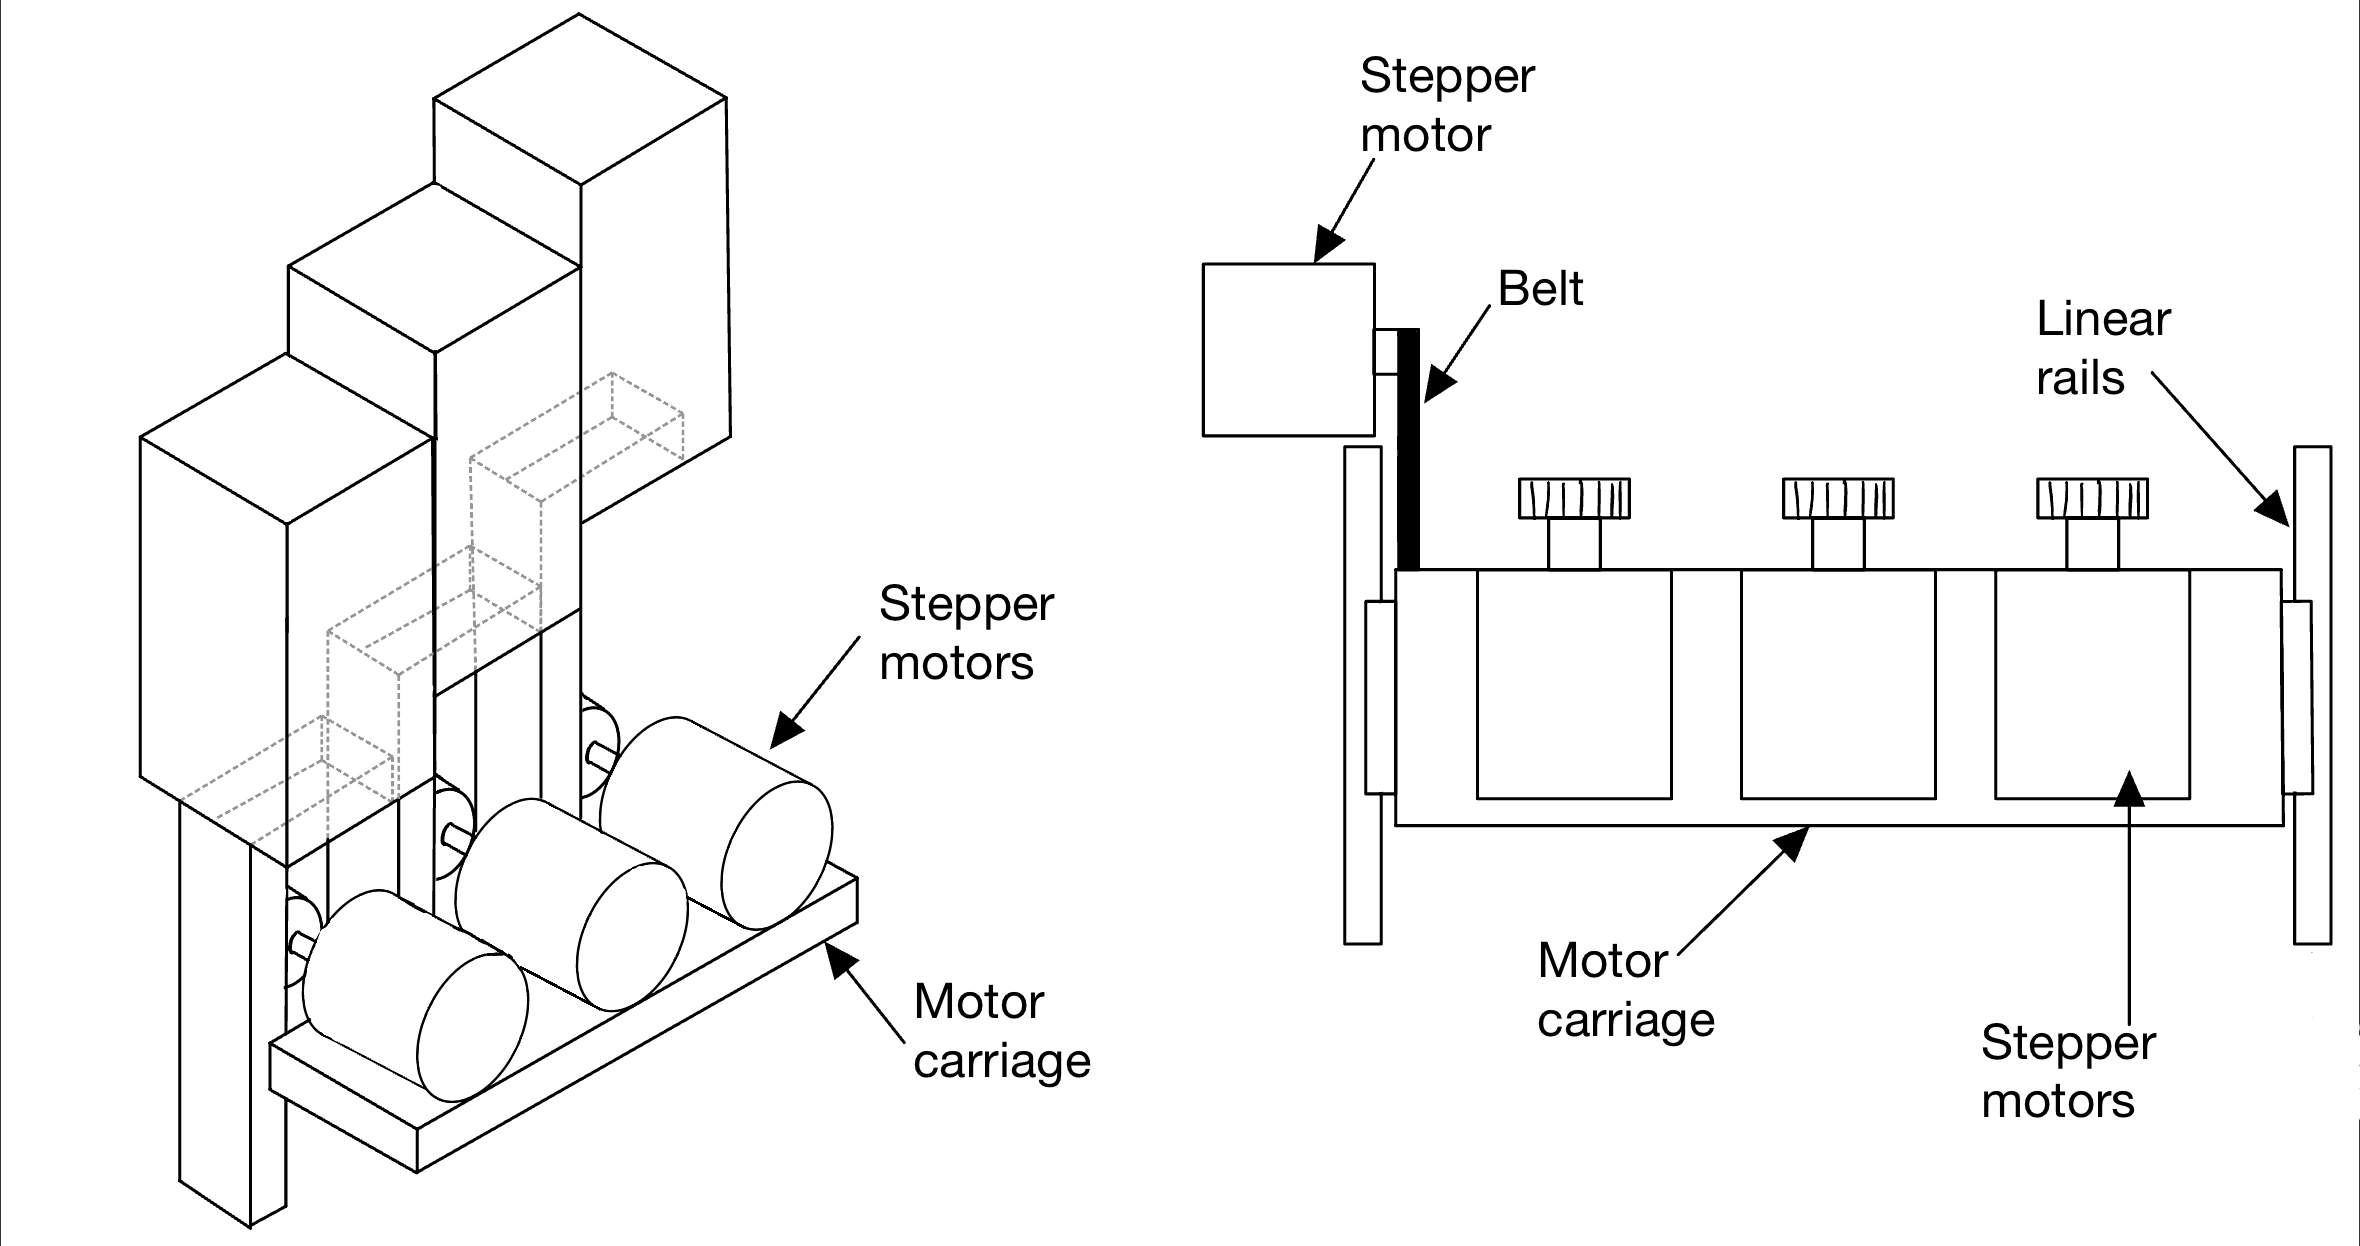 Stepper
motors
Motor
carriage
Stepper
motor
Belt
Linear
rails
Motor
carriage
Stepper
motors